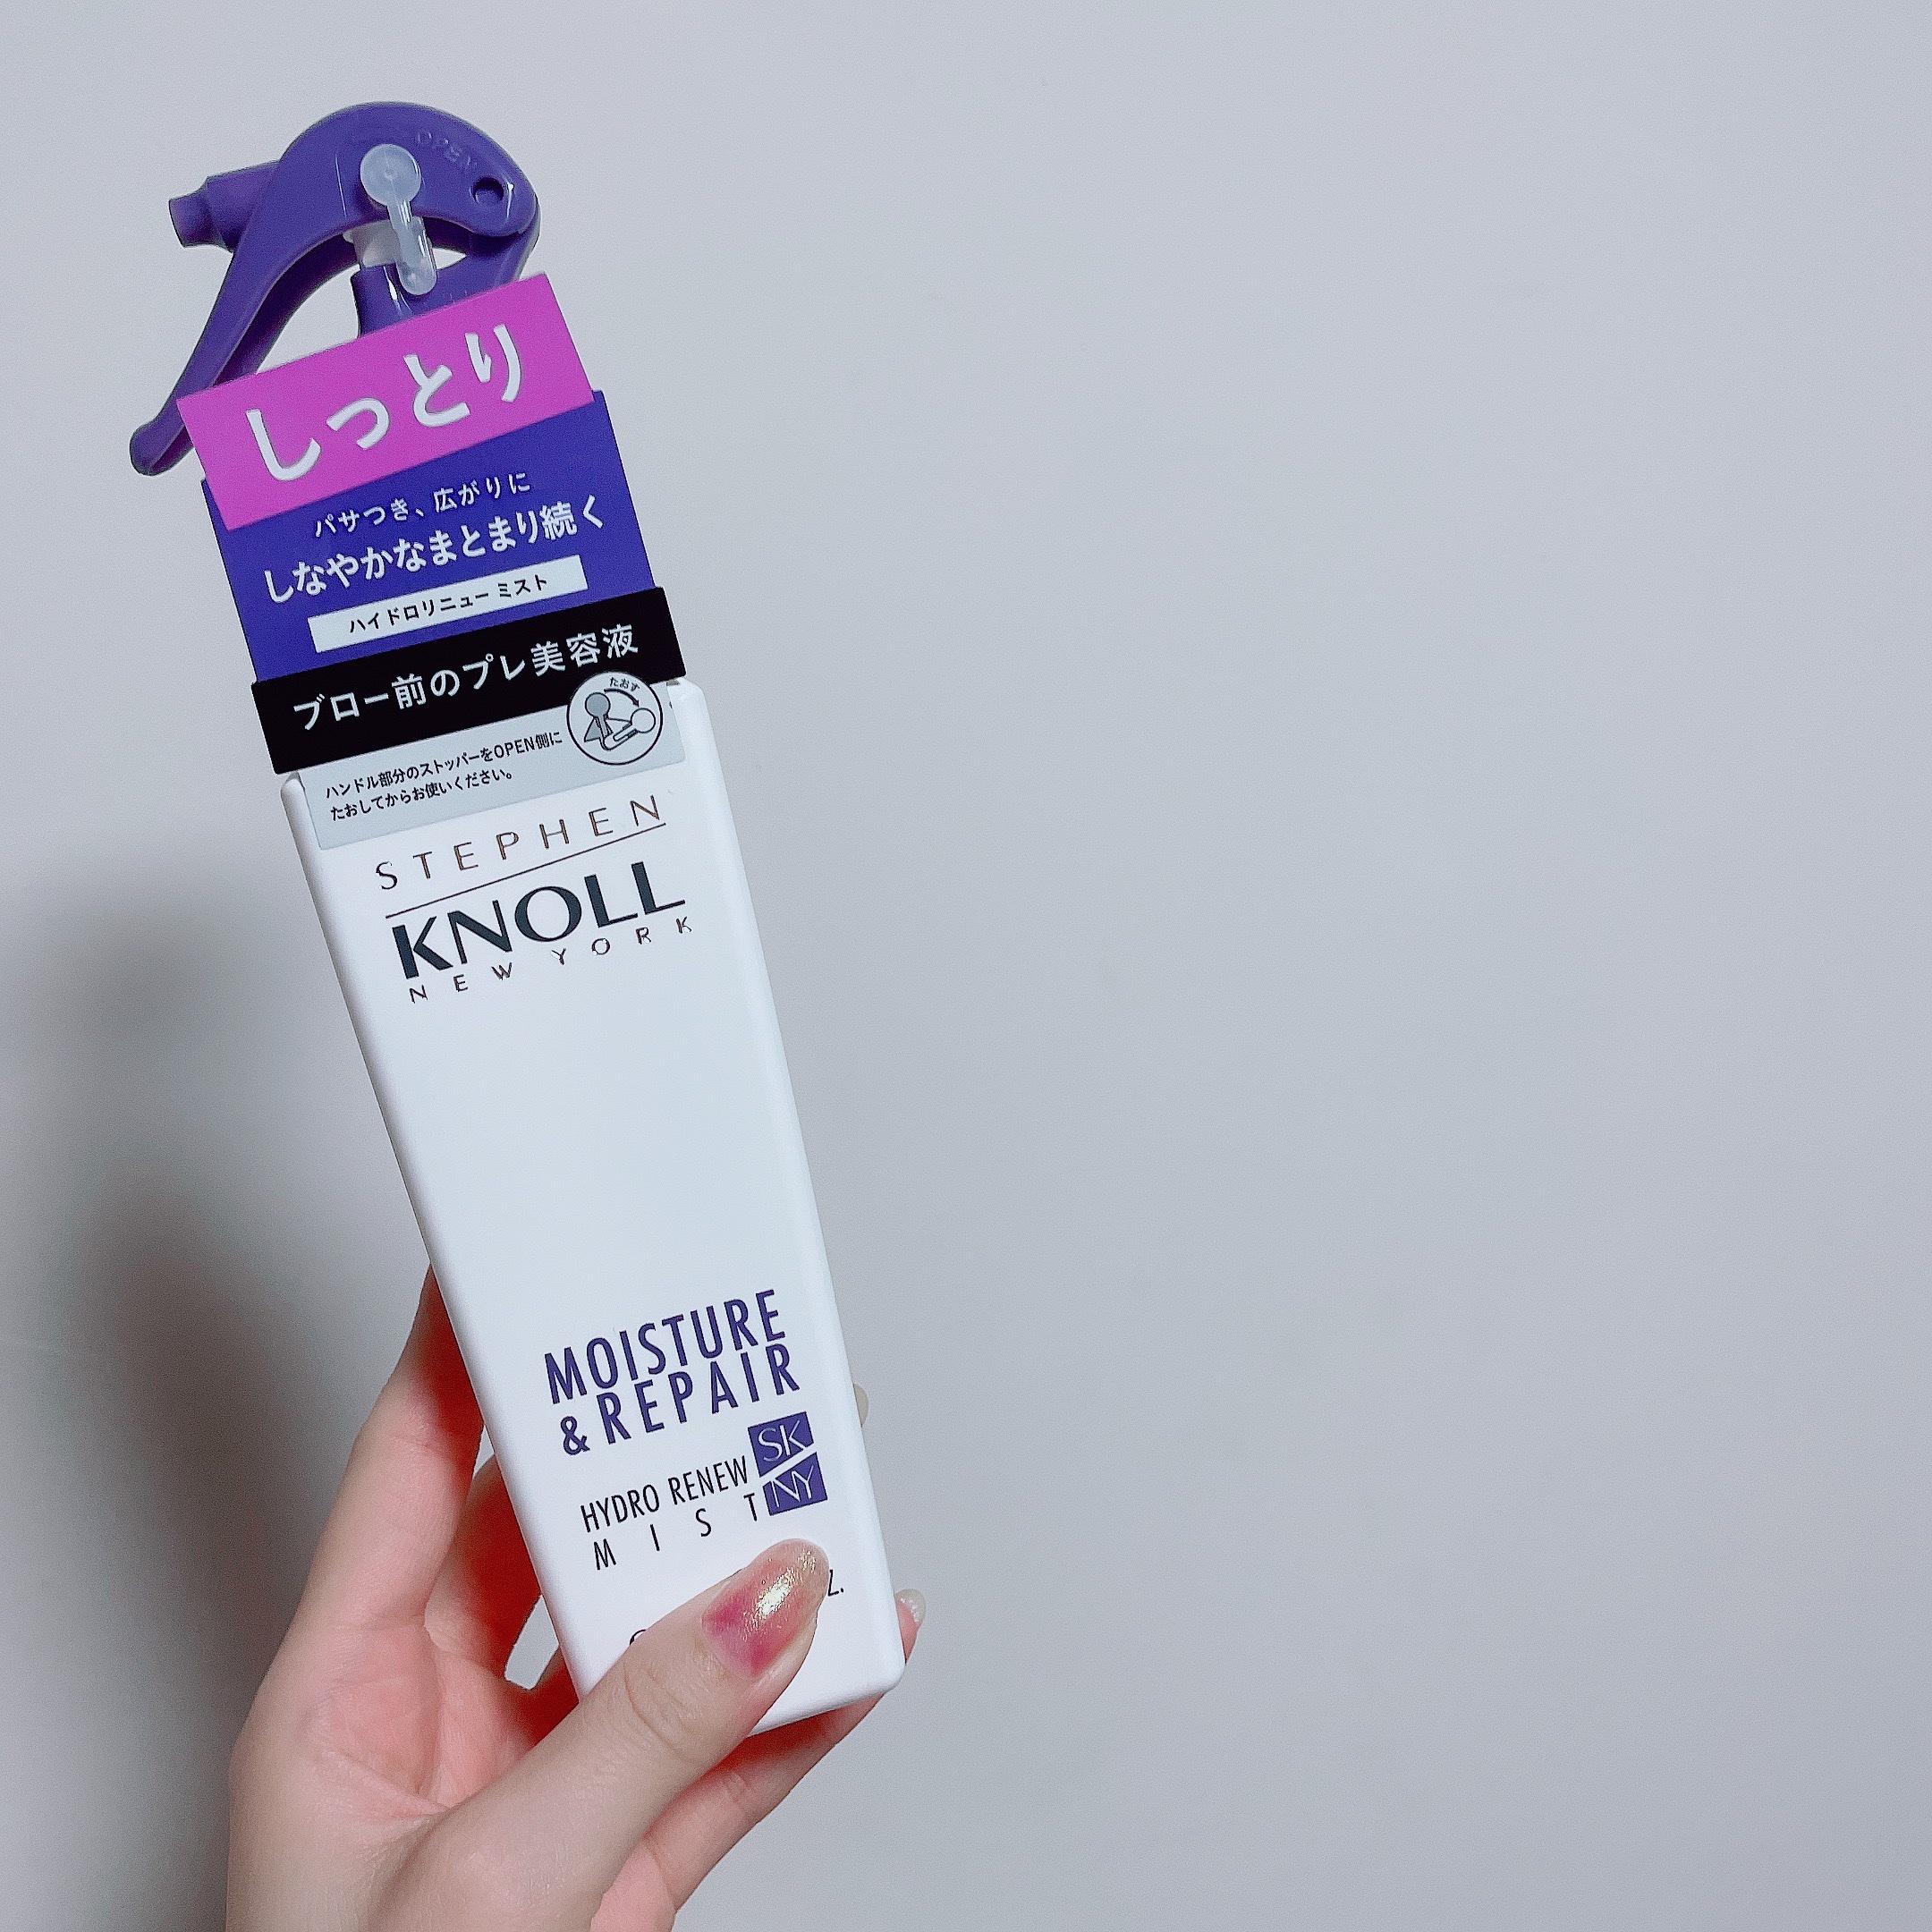 OPEN
しっとり
パサつき、広がりに
しなやかなまとまり続く
ハイドロリニュー ミスト
ブロー前のプレ美容液
たおす
ハンドル部分のストッパーをOPEN側に
たおしてからお使いください。
STEPHEN
KNOLL
NEW YORK
MOISTURE
&REPAIR
HYDRO RENEW
MIST
SK
NY